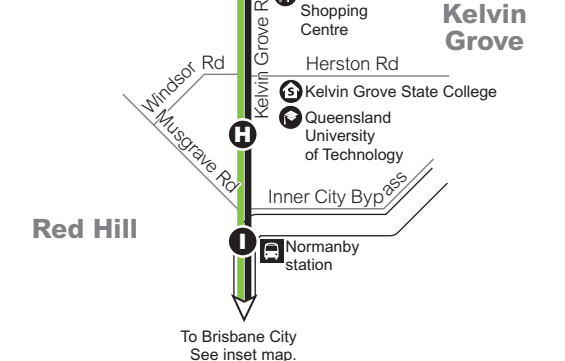 Shopping
Centre
Kelvin
Grove
Kelvin Grove R
Windsor Rd
Herston Rd
Kelvin Grove State College
Queensland
University
of Technology
H
Musgrave Rd
Inner City Bypass
Red Hill
I
Normanby
station
To Brisbane City
See inset map.